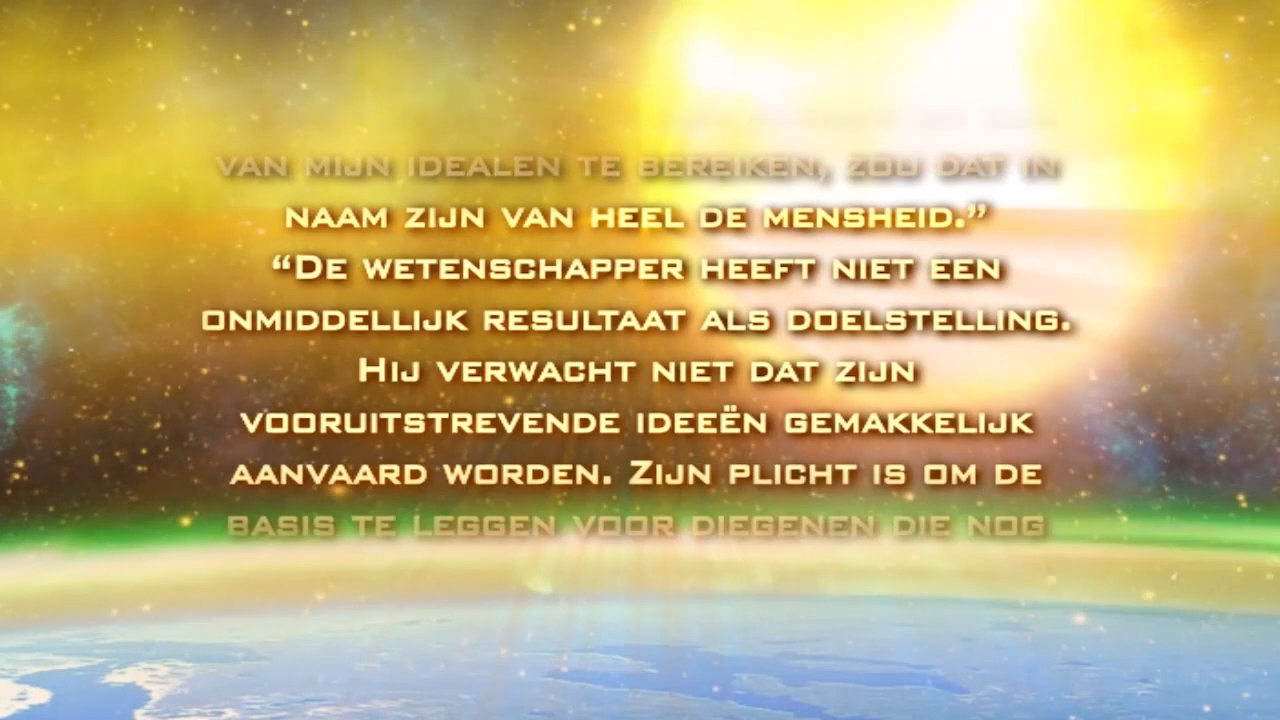 van mijn idealen te bereiken, zou dat in
naam zijn van heel de mensheid.”
“De wetenschapper heeft niet een
onmiddellijk resultaat als doelstelling.
Hij verwacht niet dat zijn
vooruitstrevende ideeën gemakkelijk
aanvaard worden. Zijn plicht is om de
basis te leggen voor diegenen die nog